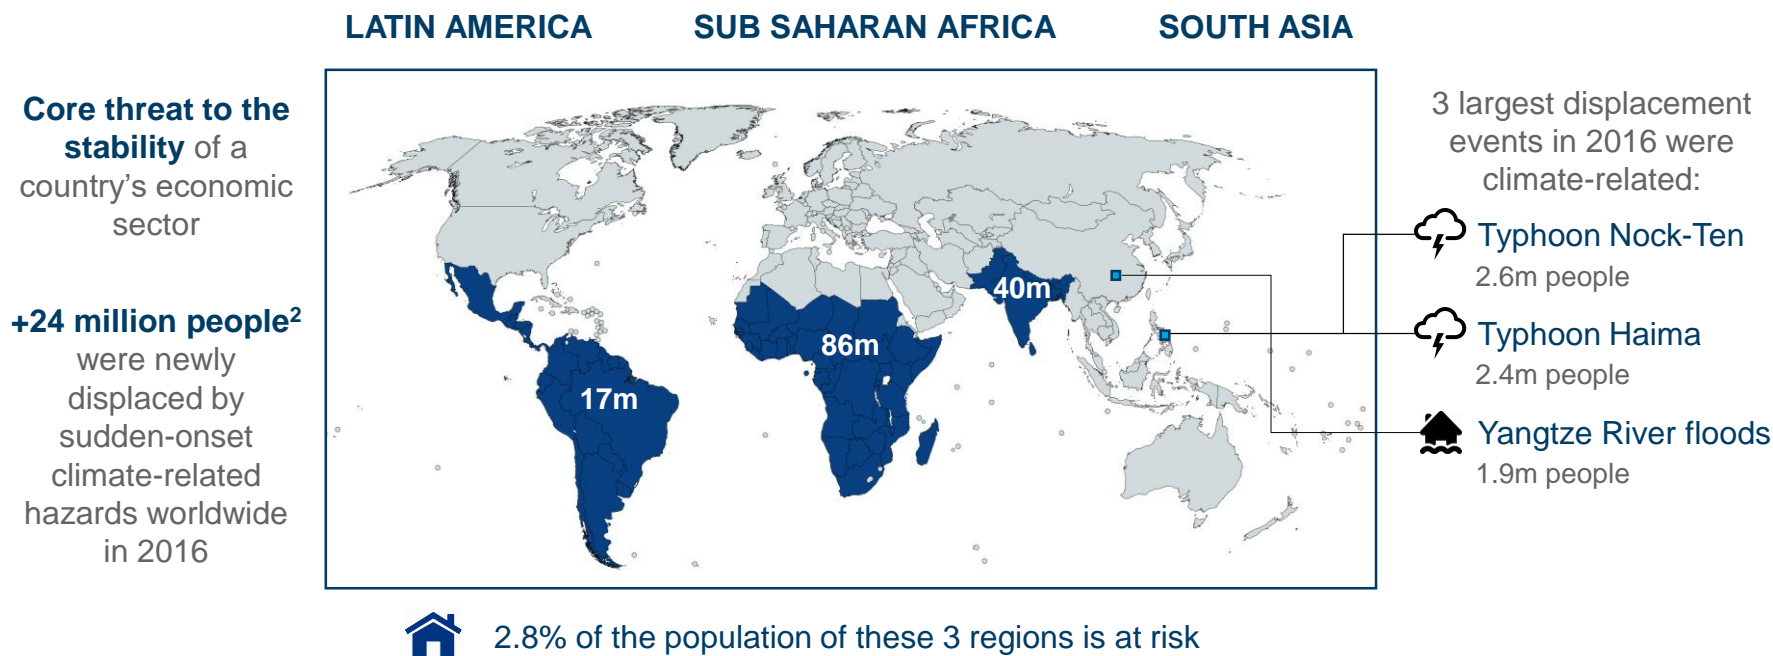 LATIN AMERICA
SUB SAHARAN AFRICA
SOUTH ASIA
Core threat to the
stability of a
country’s economic
sector
+24 million people²
were newly
displaced by
sudden-onset
climate-related
hazards worldwide
in 2016
17m
86m
40m
3 largest displacement
events in 2016 were
climate-related:
Typhoon Nock-Ten
2.6m people
Typhoon Haima
2.4m people
Yangtze River floods
1.9m people
2.8% of the population of these 3 regions is at risk